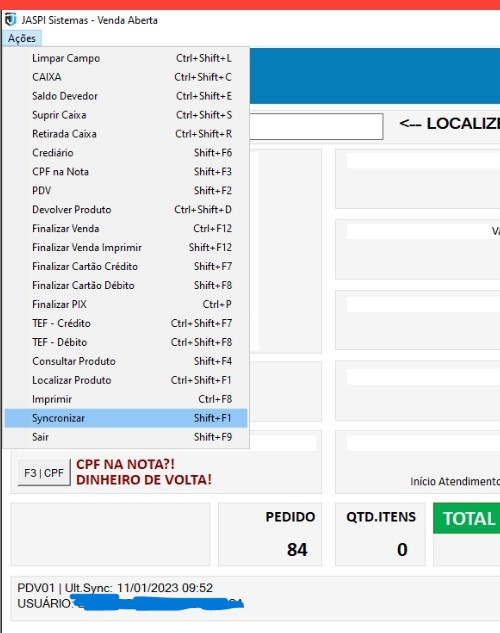 JASPI Sistemas - Venda Aberta
Ações
Limpar Campo Ctrl+Shift+L
CAIXA Ctrl+Shift+C
Saldo Devedor Ctrl+Shift+E
Suprir Caixa Ctrl+Shift+S
Retirada Caixa Ctrl+Shift+R
Crediário Shift+F6
CPF na Nota Shift+F3
PDV Shift+F2
Devolver Produto Ctrl+Shift+D
Finalizar Venda Ctrl+F12
Finalizar Venda Imprimir Shift+F12
Finalizar Cartão Crédito Shift+F7
Finalizar Cartão Débito Shift+F8
Finalizar PIX Ctrl+P
TEF - Crédito Ctrl+Shift+F7
TEF - Débito Ctrl+Shift+F8
Consultar Produto Shift+F4
Localizar Produto Ctrl+Shift+F1
Imprimir Ctrl+F8
Syncronizar Shift+F1
Sair Shift+F9
<-- LOCALIZE
Va
F3 | CPF
CPF NA NOTA?!
DINHEIRO DE VOLTA!
Início Atendimento
PEDIDO QTD.ITENS TOTAL
84 0
PDV01 | Ult.Sync: 11/01/2023 09:52
USUÁRIO: